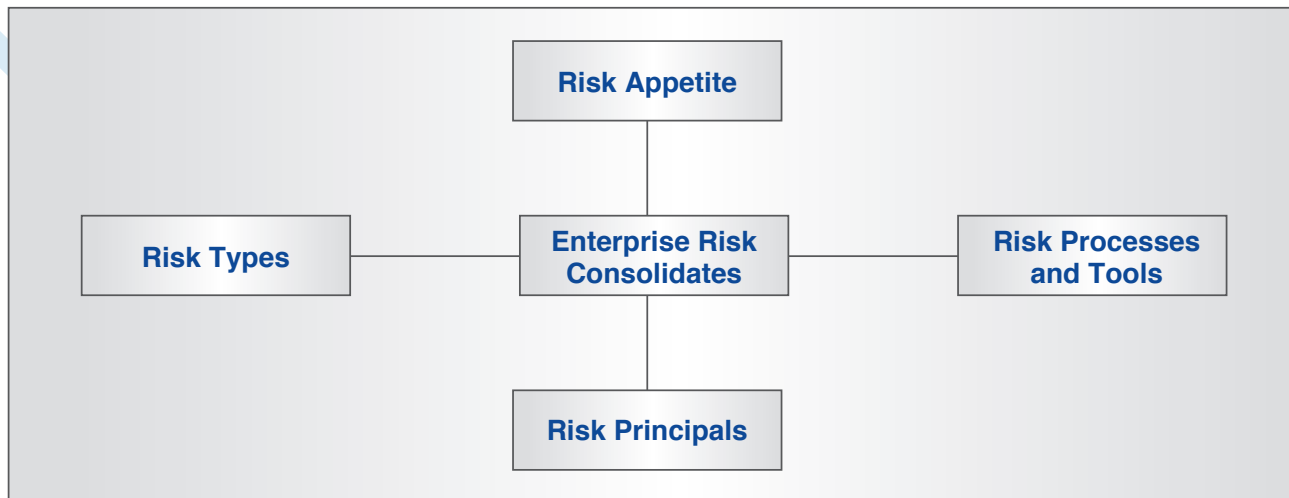 Risk Appetite
Risk Types
Enterprise Risk
Consolidates
Risk Processes
and Tools
Risk Principals